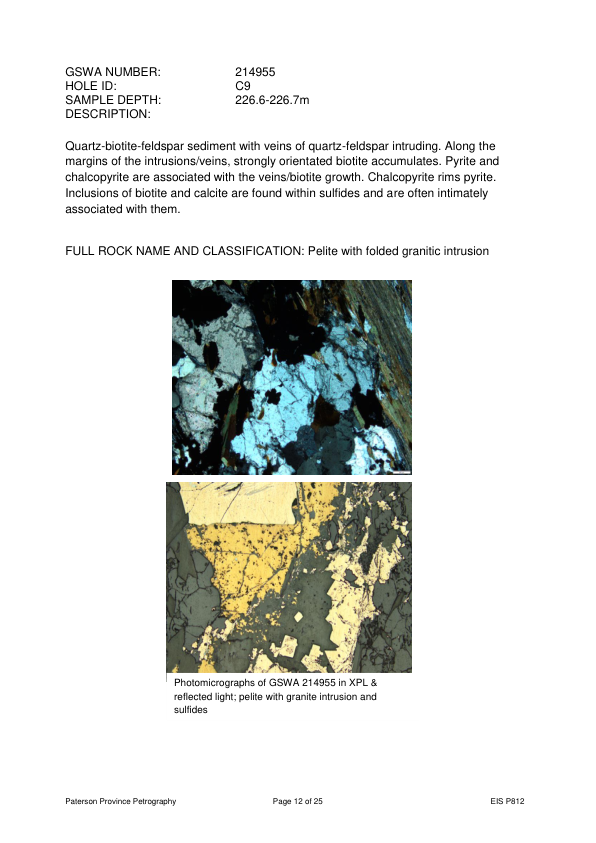 GSWA NUMBER: 214955
HOLE ID: C9
SAMPLE DEPTH: 226.6-226.7m
DESCRIPTION:
Quartz-biotite-feldspar sediment with veins of quartz-feldspar intruding. Along the
margins of the intrusions/veins, strongly orientated biotite accumulates. Pyrite and
chalcopyrite are associated with the veins/biotite growth. Chalcopyrite rims pyrite.
Inclusions of biotite and calcite are found within sulfides and are often intimately
associated with them.
FULL ROCK NAME AND CLASSIFICATION: Pelite with folded granitic intrusion
Photomicrographs of GSWA 214955 in XPL &
reflected light; pelite with granite intrusion and
sulfides
Paterson Province Petrography Page 12 of 25 EIS P812